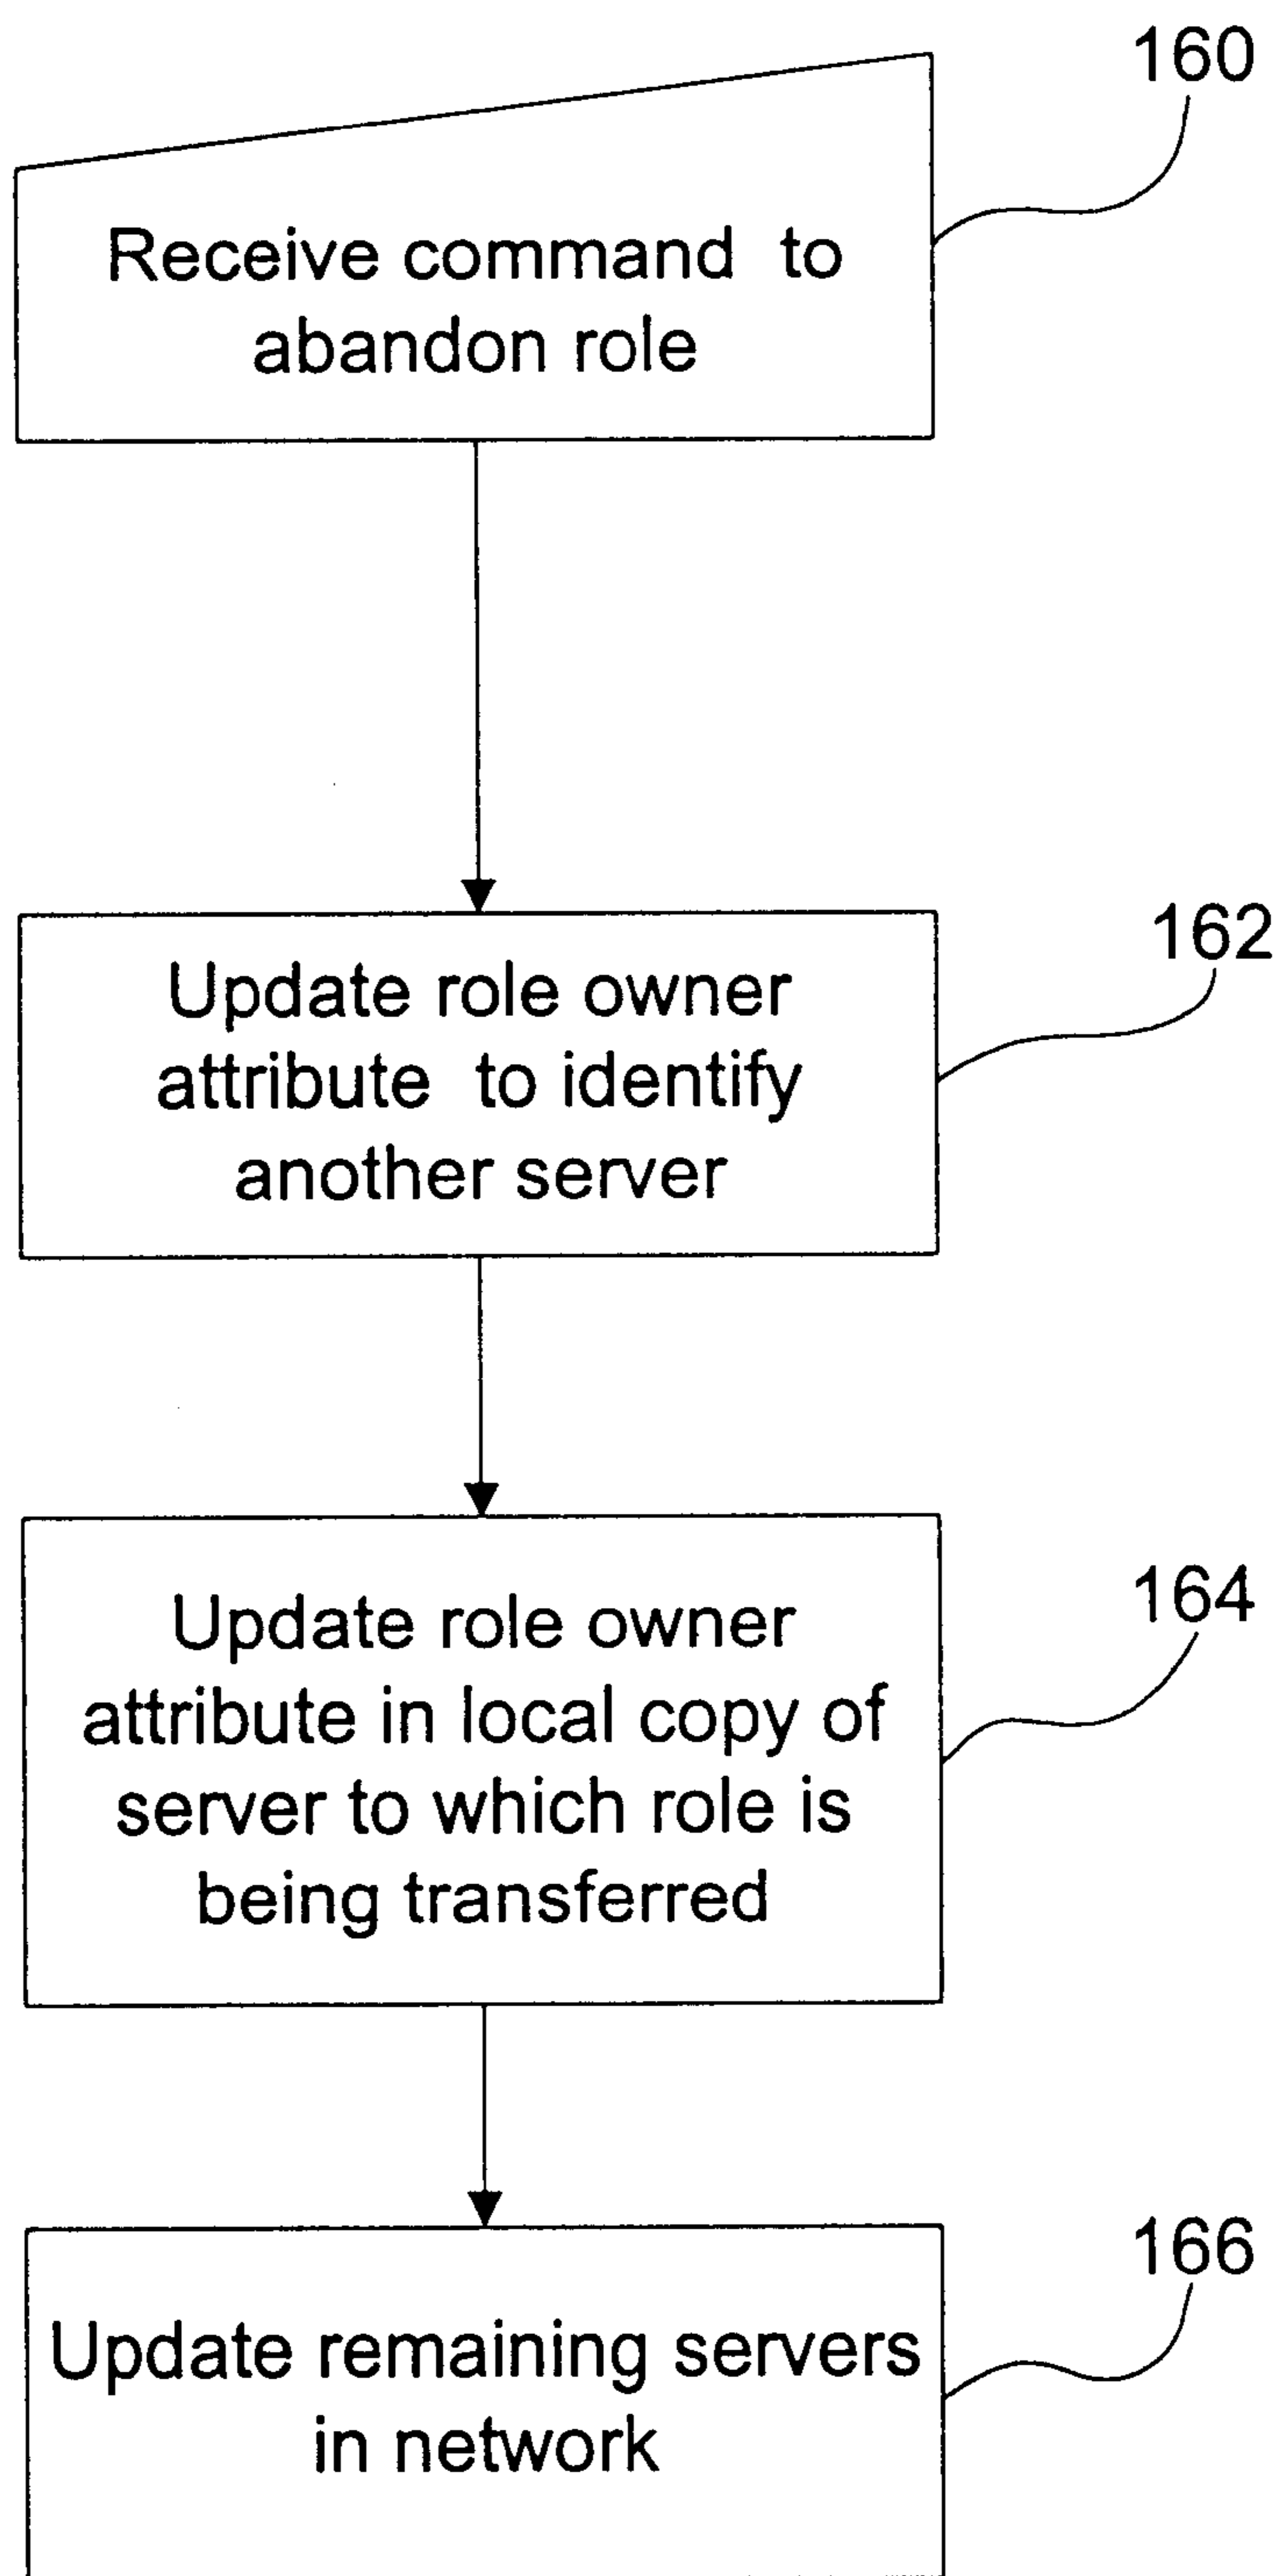 160
Receive command to
abandon role
162
Update role owner
attribute to identify
another server
164
Update role owner
attribute in local copy of
server to which role is
being transferred
166
Update remaining servers
in network